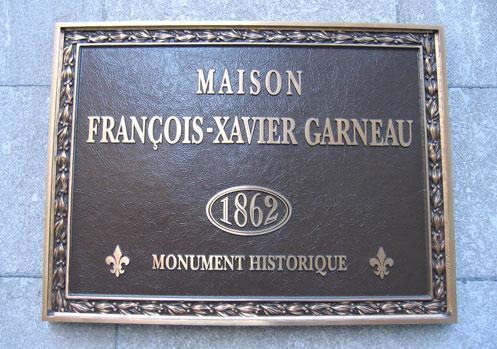 MAISON
FRANÇOIS-XAVIER GARNEAU
1862
MONUMENT HISTORIQUE